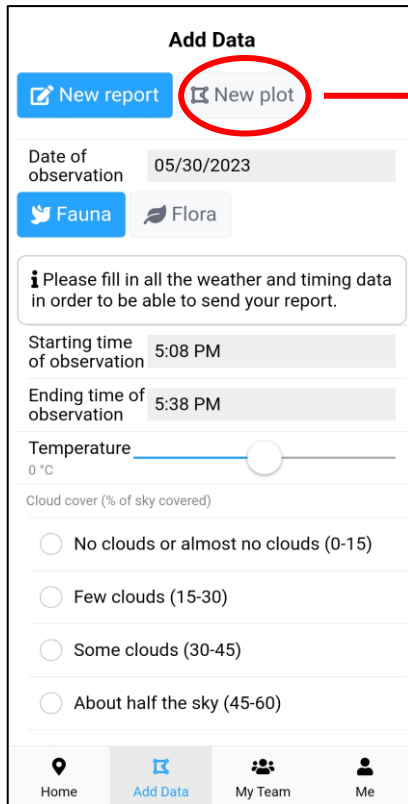 Add Data
New report
New plot
Date of
observation
05/30/2023
Fauna
Flora
Please fill in all the weather and timing data
in order to be able to send your report.
Starting time
of observation
5:08 PM
Ending time of
observation
5:38 PM
Temperature
0 °C
Cloud cover (% of sky covered)
No clouds or almost no clouds (0-15)
Few clouds (15-30)
Some clouds (30-45)
About half the sky (45-60)
Home
Add Data
My Team
Me